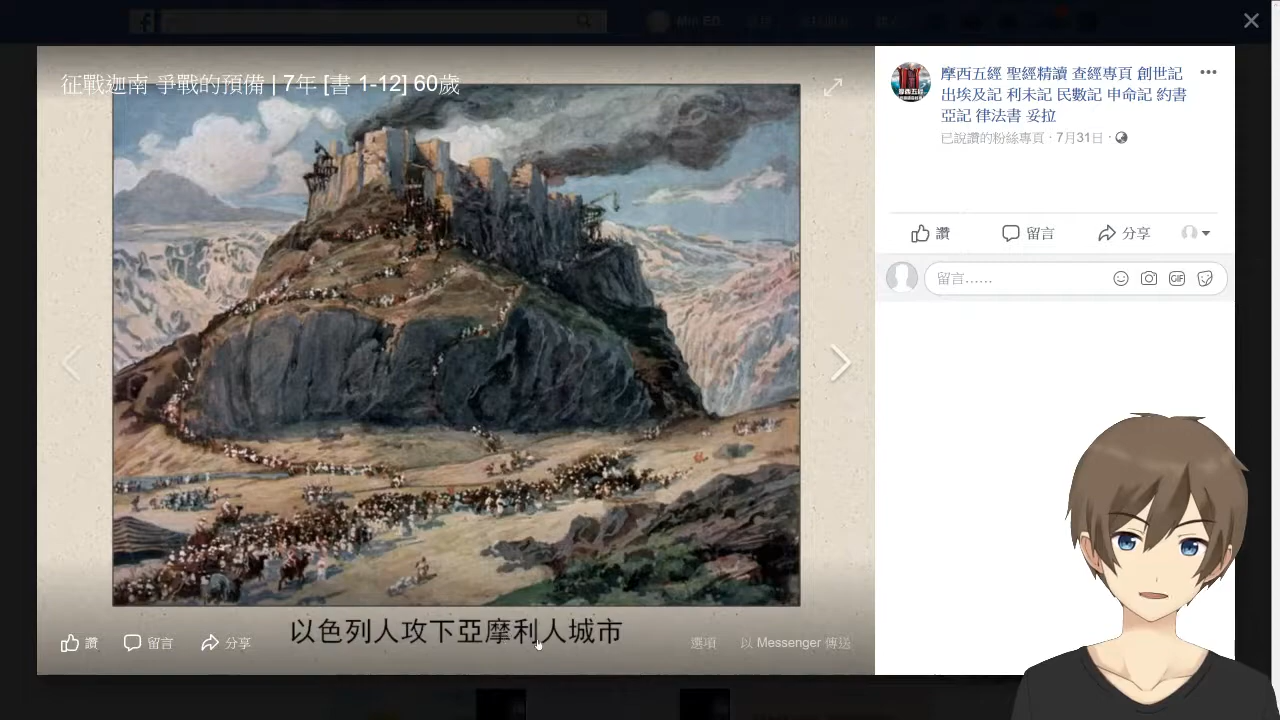 Min ED
征戰迦南 爭戰的預備 | 7年 [書 1-12] 60歲
以色列人攻下亞摩利人城市
讚 留言 分享
選項 以 Messenger 傳送
摩西五經 聖經精讀 查經專頁 創世記
出埃及記 利未記 民數記 申命記 約書
亞記 律法書 妥拉
已說讚的粉絲專頁 · 7月31日 ·
讚 留言 分享
留言……
GIF